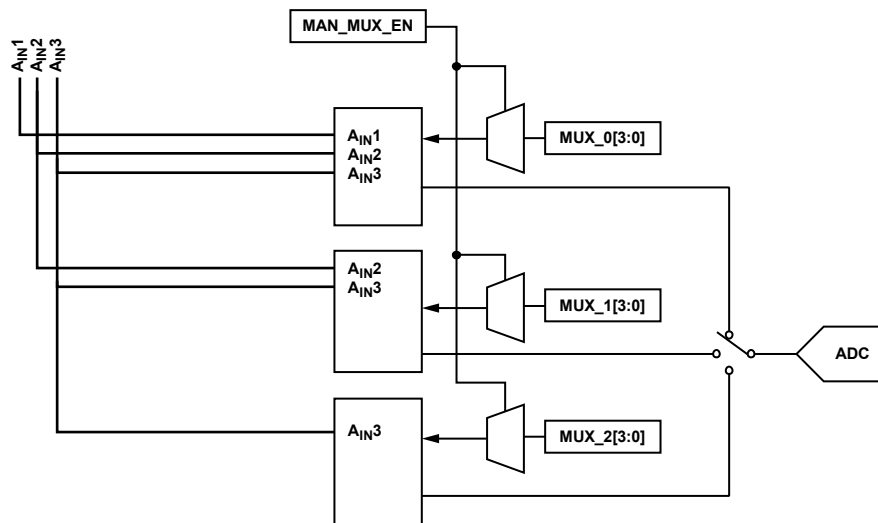 MAN_MUX_EN
AIN1
AIN2
AIN3
AIN1
AIN2
AIN3
MUX_0[3:0]
AIN2
AIN3
MUX_1[3:0]
ADC
AIN3
MUX_2[3:0]